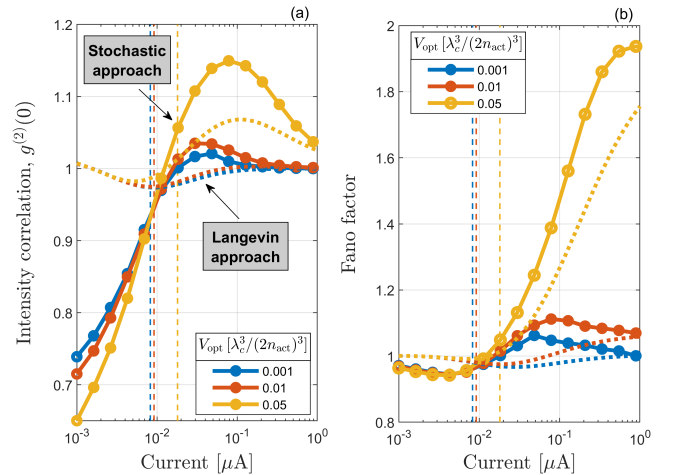 (a)
1.2
1.1
1
0.9
0.8
0.7
Intensity correlation, g^(2)(0)
Stochastic
approach
Langevin
approach
V_opt [λ_c^3/(2n_act)^3]
0.001
0.01
0.05
10^-3 10^-2 10^-1 10^0
Current [μA]
(b)
2
1.8
1.6
1.4
1.2
1
0.8
Fano factor
V_opt [λ_c^3/(2n_act)^3]
0.001
0.01
0.05
10^-3 10^-2 10^-1 10^0
Current [μA]